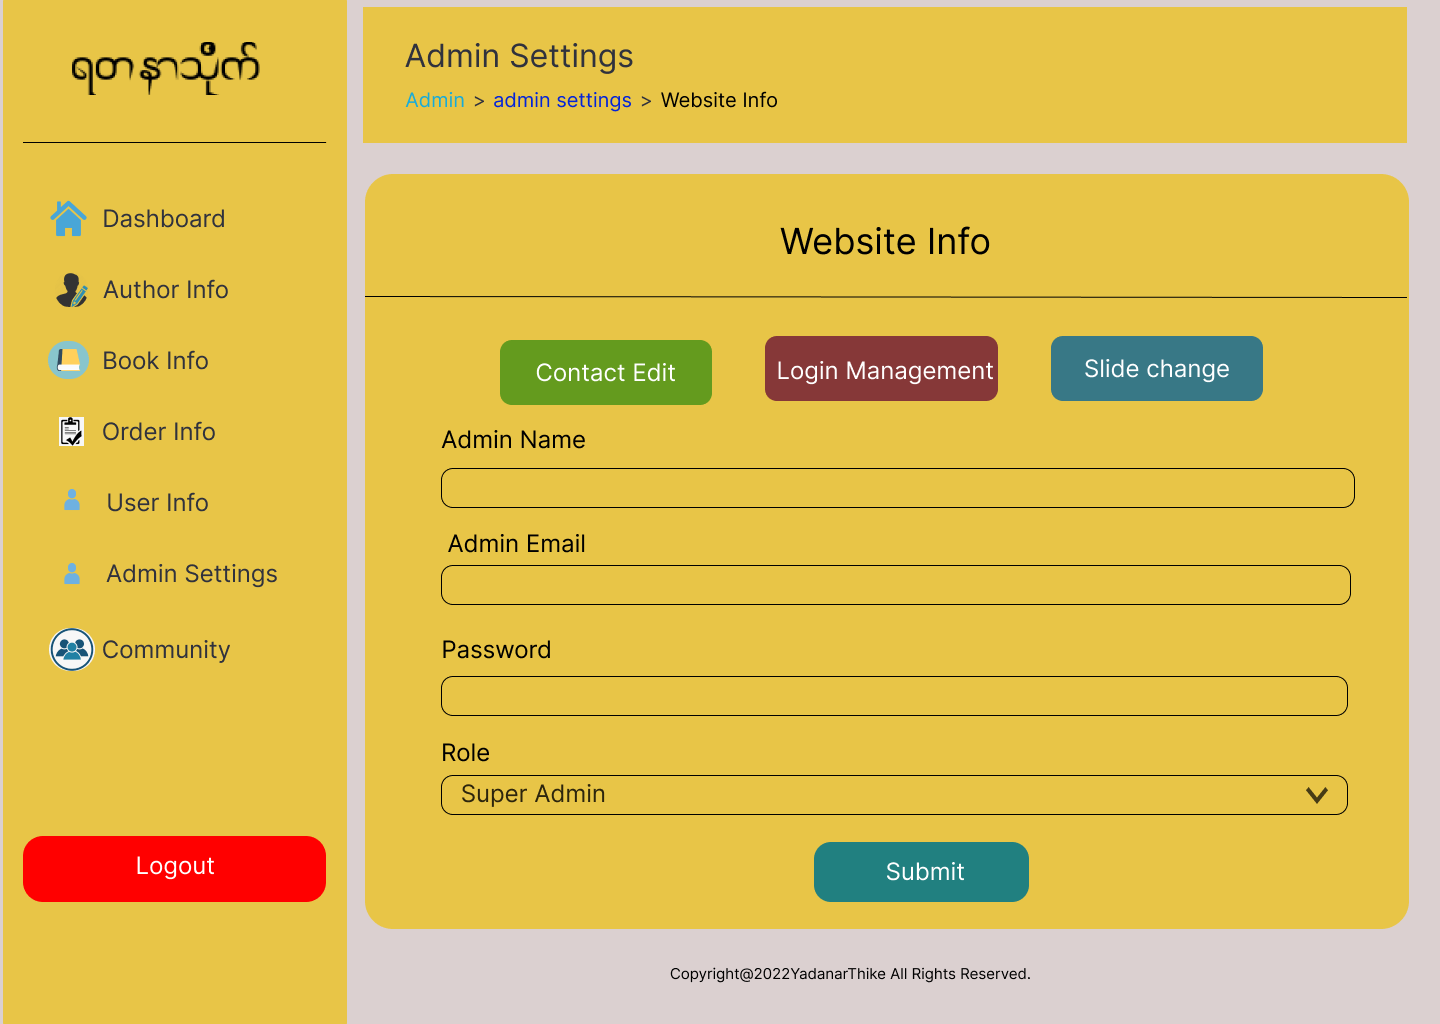 ရတနာသိုက်
Dashboard
Author Info
Book Info
Order Info
User Info
Admin Settings
Community
Logout
Admin Settings
Admin > admin settings > Website Info
Website Info
Contact Edit
Login Management
Slide change
Admin Name
Admin Email
Password
Role
Super Admin
Submit
Copyright@2022YadanarThike All Rights Reserved.